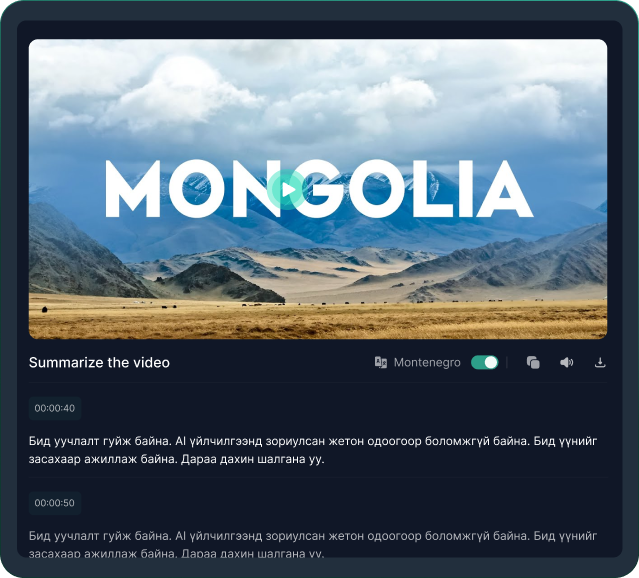 MONGOLIA
Summarize the video
Montenegro
00:00:40
Бид уучлалт гуйж байна. AI үйлчилгээнд зориулсан жетон одоогоор боломжгүй байна. Бид үүнийг
засахаар ажиллаж байна. Дараа дахин шалгана уу.
00:00:50
Бид уучлалт гуйж байна. AI үйлчилгээнд зориулсан жетон одоогоор боломжгүй байна. Бид үүнийг
засахаар ажиллаж байна. Дараа дахин шалгана уу.